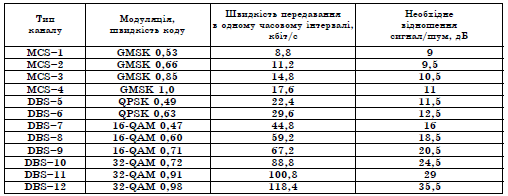 Тип каналу | Модуляція, швидкість коду | Швидкість передавання в одному часовому інтервалі, кбіт/с | Необхідне відношення сигнал/шум, дБ
MCS−1 | GMSK 0,53 | 8,8 | 9
MCS−2 | GMSK 0,66 | 11,2 | 9,5
MCS−3 | GMSK 0,85 | 14,8 | 10,5
MCS−4 | GMSK 1,0 | 17,6 | 11
DBS−5 | QPSK 0,49 | 22,4 | 11,5
DBS−6 | QPSK 0,63 | 29,6 | 12,5
DBS−7 | 16-QAM 0,47 | 44,8 | 16
DBS−8 | 16-QAM 0,60 | 59,2 | 18,5
DBS−9 | 16-QAM 0,71 | 67,2 | 20,5
DBS−10 | 32-QAM 0,72 | 88,8 | 24,5
DBS−11 | 32-QAM 0,91 | 100,8 | 29
DBS−12 | 32-QAM 0,98 | 118,4 | 35,5